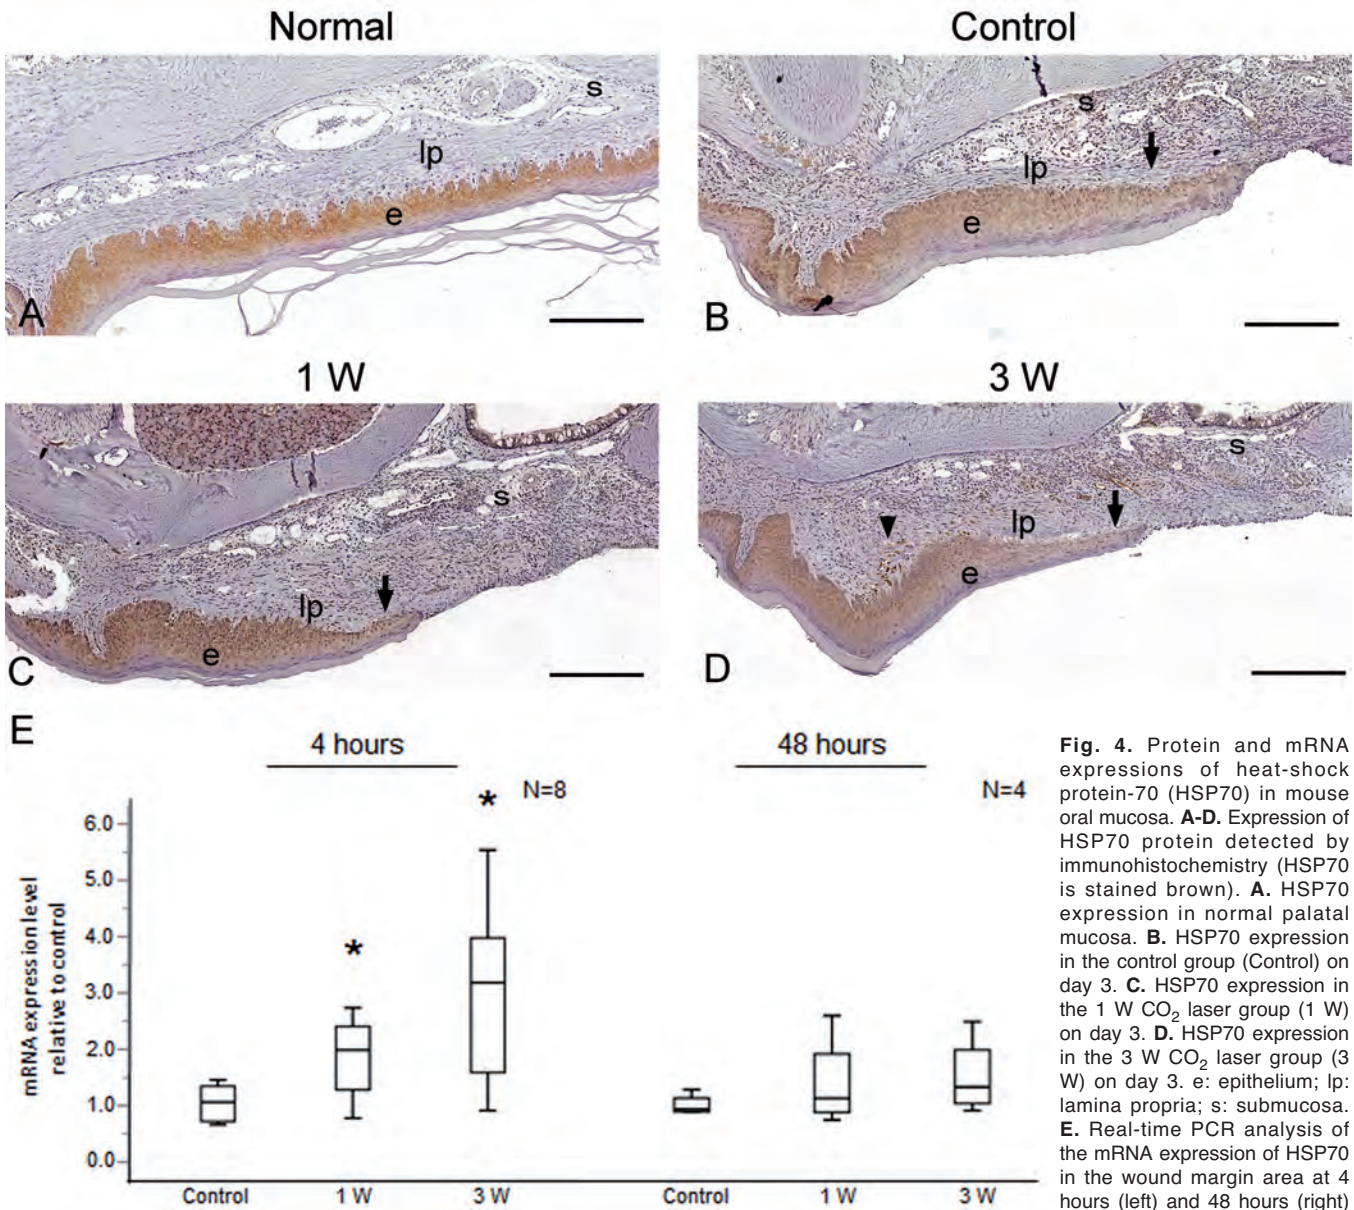 Normal
Control
s
lp
e
A
s
lp
e
B
1 W
3 W
s
lp
e
C
s
lp
e
D
E
4 hours
48 hours
N=8
N=4
*
*
mRNA expression level
relative to control
6.0
5.0
4.0
3.0
2.0
1.0
0.0
Control
1 W
3 W
Control
1 W
3 W
Fig. 4. Protein and mRNA
expressions of heat-shock
protein-70 (HSP70) in mouse
oral mucosa. A-D. Expression of
HSP70 protein detected by
immunohistochemistry (HSP70
is stained brown). A. HSP70
expression in normal palatal
mucosa. B. HSP70 expression
in the control group (Control) on
day 3. C. HSP70 expression in
the 1 W CO₂ laser group (1 W)
on day 3. D. HSP70 expression
in the 3 W CO₂ laser group (3
W) on day 3. e: epithelium; lp:
lamina propria; s: submucosa.
E. Real-time PCR analysis of
the mRNA expression of HSP70
in the wound margin area at 4
hours (left) and 48 hours (right)